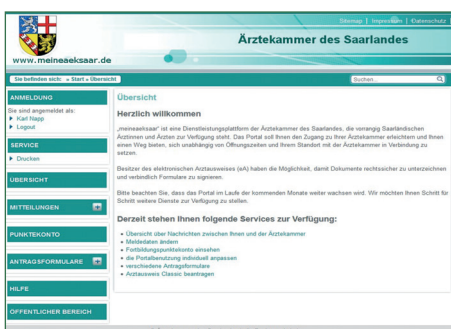 Sitemap | Impressum | Datenschutz |
Ärztekammer des Saarlandes
www.meineaeksaar.de
Sie befinden sich: » Start » Übersicht
Suchen...
ANMELDUNG
Sie sind angemeldet als:
Karl Napp
Logout
SERVICE
Drucken
ÜBERSICHT
MITTEILUNGEN
PUNKTEKONTO
ANTRAGSFORMULARE
HILFE
ÖFFENTLICHER BEREICH
Übersicht
Herzlich willkommen
„meineaeksaar" ist eine Dienstleistungsplattform der Ärztekammer des Saarlandes, die vorrangig Saarländischen
Ärztinnen und Ärzten zur Verfügung steht. Das Portal soll Ihnen den Zugang zu Ihrer Ärztekammer erleichtern und Ihnen
einen Weg bieten, sich unabhängig von Öffnungszeiten und Ihrem Standort mit der Ärztekammer in Verbindung zu
setzen.
Besitzer des elektronischen Arztausweises (eA) haben die Möglichkeit, damit Dokumente rechtssicher zu unterzeichnen
und verbindlich Formulare zu signieren.
Bitte beachten Sie, dass das Portal im Laufe der kommenden Monate weiter wachsen wird. Wir möchten Ihnen Schritt für
Schritt weitere Dienste zur Verfügung zu stellen.
Derzeit stehen Ihnen folgende Services zur Verfügung:
Übersicht über Nachrichten zwischen Ihnen und der Ärztekammer
Meldedaten ändern
Fortbildungspunktekonto einsehen
die Portalbenutzung individuell anpassen
verschiedene Antragsformulare
Arztausweis Classic beantragen